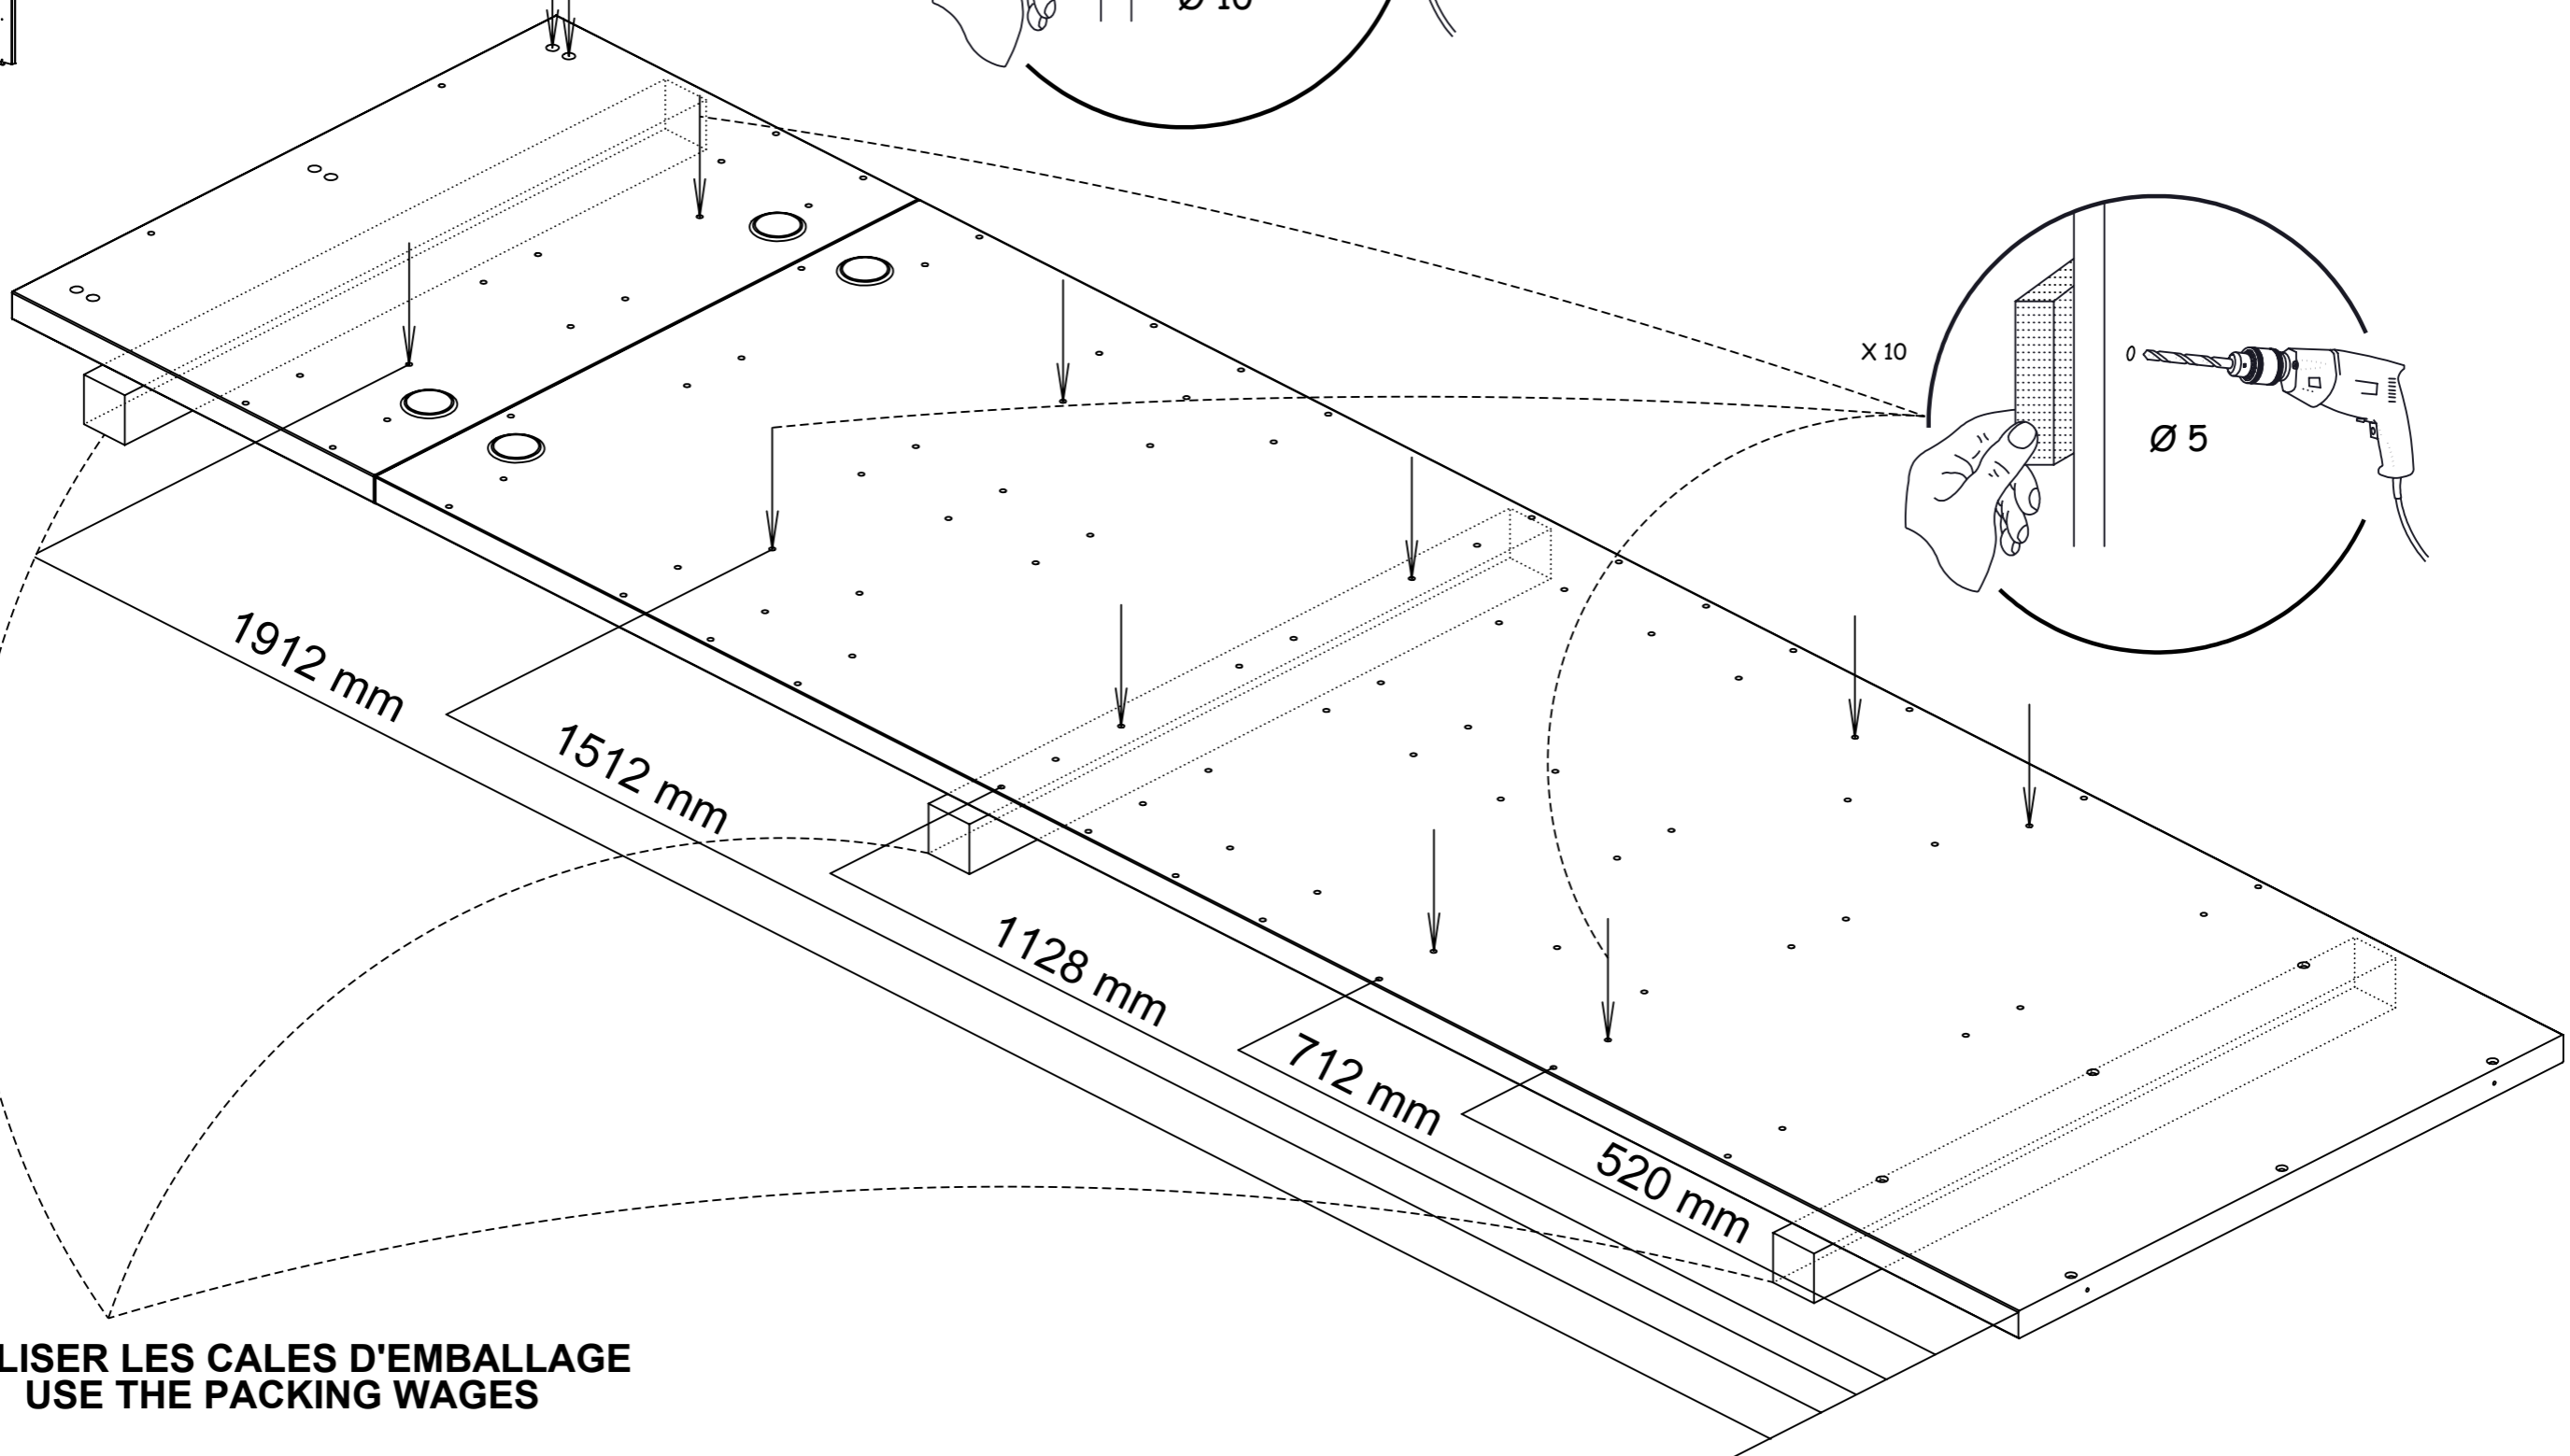 Ø 10
X 10
Ø 5
1912 mm
1512 mm
1128 mm
712 mm
520 mm
LISER LES CALES D'EMBALLAGE
USE THE PACKING WAGES